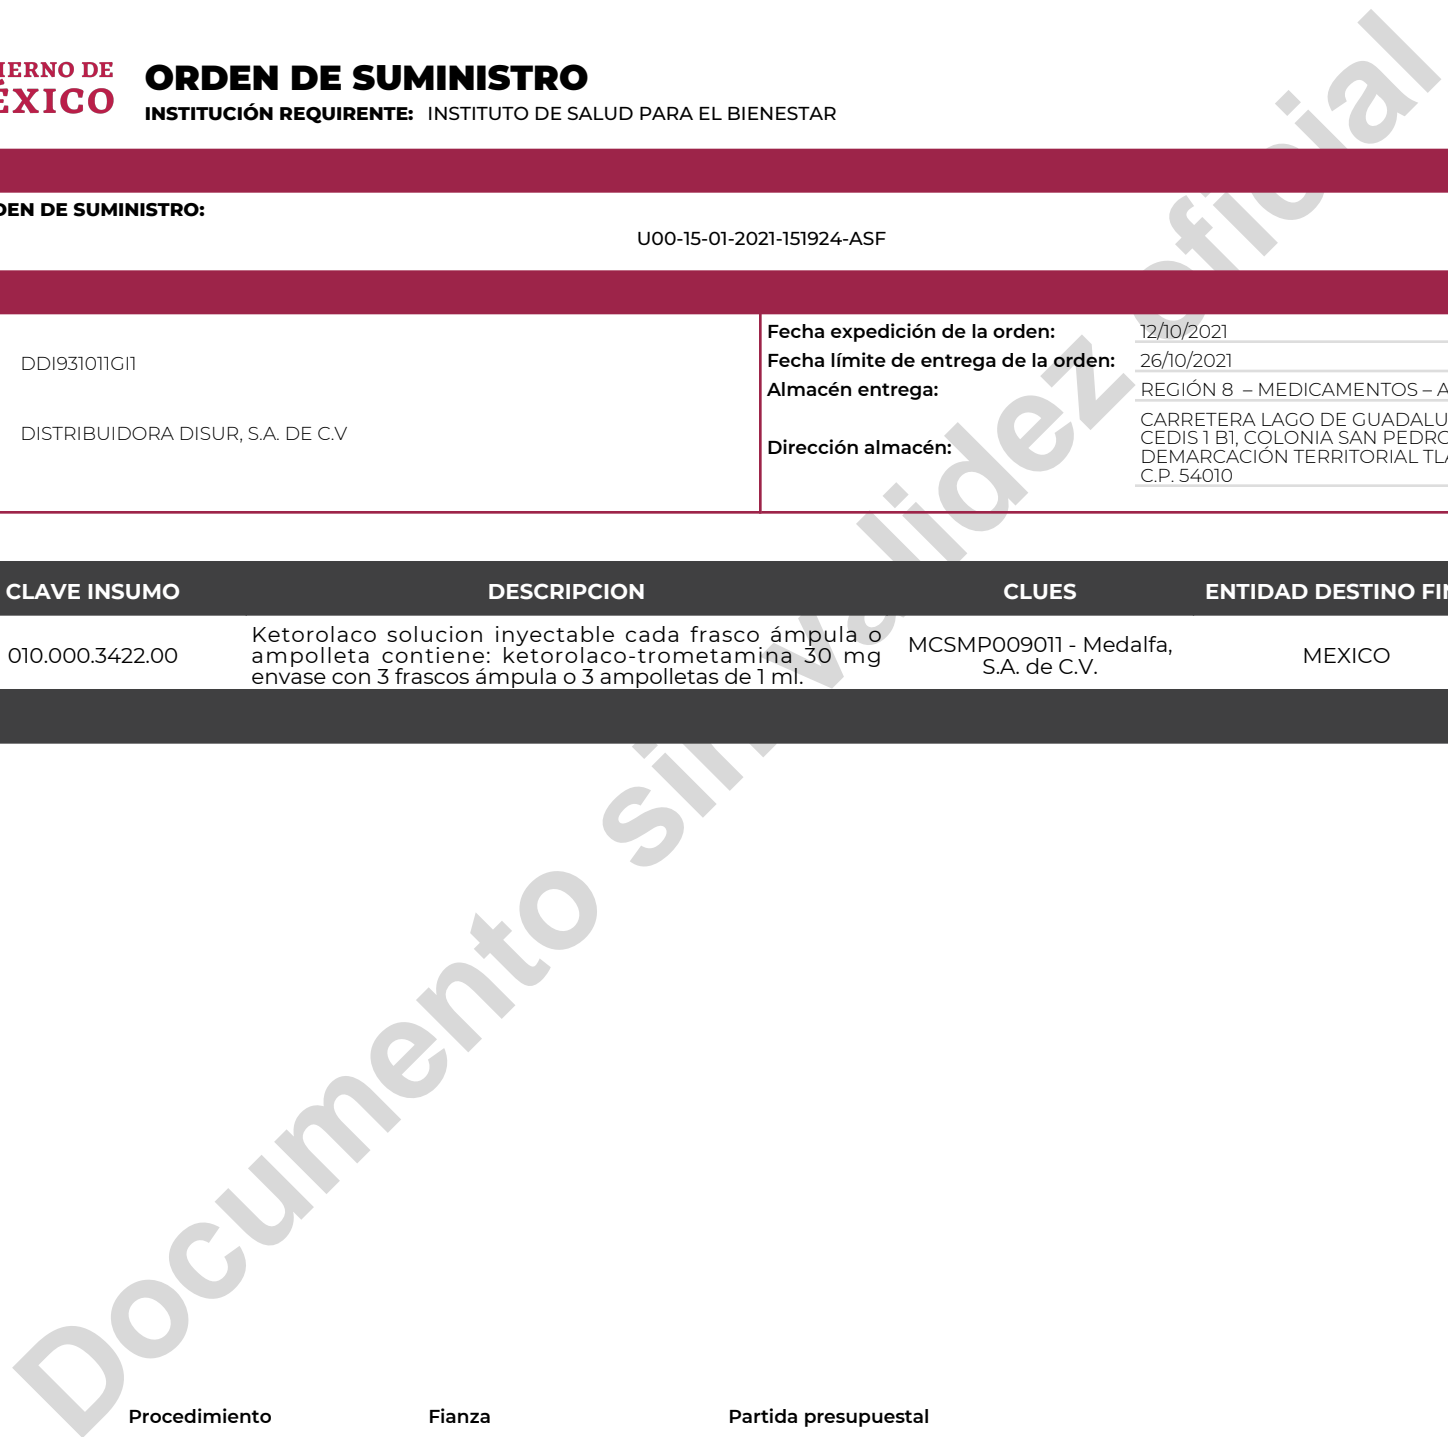 IERNO DE
ÉXICO
ORDEN DE SUMINISTRO
INSTITUCIÓN REQUIRENTE: INSTITUTO DE SALUD PARA EL BIENESTAR
DEN DE SUMINISTRO:
U00-15-01-2021-151924-ASF
DDI931011GI1
DISTRIBUIDORA DISUR, S.A. DE C.V
Fecha expedición de la orden: 12/10/2021
Fecha límite de entrega de la orden: 26/10/2021
Almacén entrega: REGIÓN 8 – MEDICAMENTOS – A
Dirección almacén:
CARRETERA LAGO DE GUADALU
CEDIS 1 B1, COLONIA SAN PEDRO
DEMARCACIÓN TERRITORIAL TLA
C.P. 54010
CLAVE INSUMO DESCRIPCION CLUES ENTIDAD DESTINO FIN
010.000.3422.00
Ketorolaco solucion inyectable cada frasco ámpula o
ampolleta contiene: ketorolaco-trometamina 30 mg
envase con 3 frascos ámpula o 3 ampolletas de 1 ml.
MCSMP009011 - Medalfa,
S.A. de C.V.
MEXICO
Documento sin validez oficial
Procedimiento Fianza Partida presupuestal